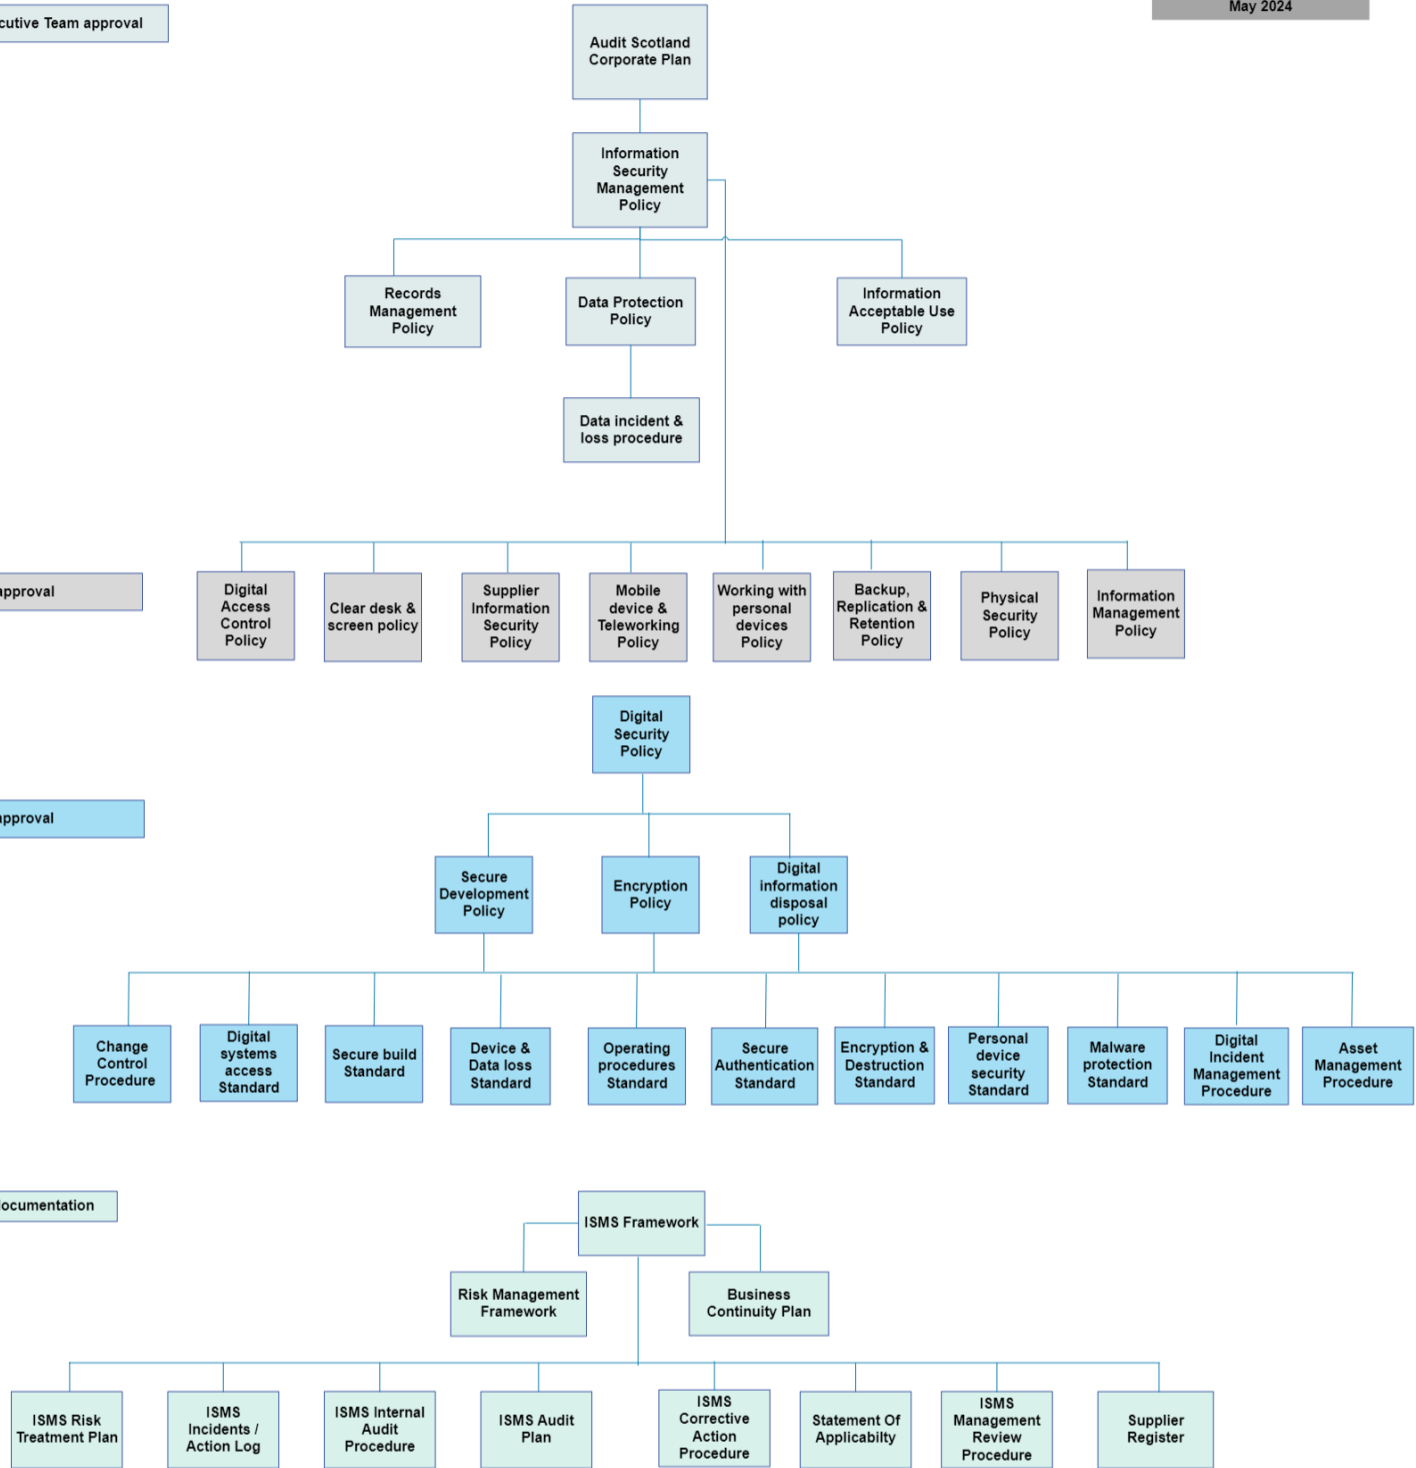 May 2024
Team approval
Audit Scotland
Corporate Plan
Information
Security
Management
Policy
Records
Management
Policy
Data Protection
Policy
Information
Acceptable Use
Policy
Data incident &
loss procedure
approval
Digital
Access
Control
Policy
Clear desk &
screen policy
Supplier
Information
Security
Policy
Mobile
device &
Teleworking
Policy
Working with
personal
devices
Policy
Backup,
Replication &
Retention
Policy
Physical
Security
Policy
Information
Management
Policy
Digital
Security
Policy
approval
Secure
Development
Policy
Encryption
Policy
Digital
information
disposal
policy
Change
Control
Procedure
Digital
systems
access
Standard
Secure build
Standard
Device &
Data loss
Standard
Operating
procedures
Standard
Secure
Authentication
Standard
Encryption &
Destruction
Standard
Personal
device
security
Standard
Malware
protection
Standard
Digital
Incident
Management
Procedure
Asset
Management
Procedure
documentation
ISMS Framework
Risk Management
Framework
Business
Continuity Plan
ISMS Risk
Treatment Plan
ISMS
Incidents /
Action Log
ISMS Internal
Audit
Procedure
ISMS Audit
Plan
ISMS
Corrective
Action
Procedure
Statement Of
Applicabilty
ISMS
Management
Review
Procedure
Supplier
Register